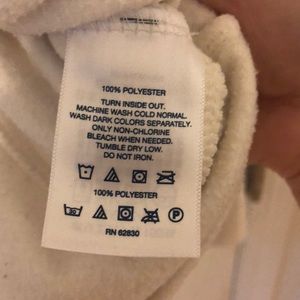 100% POLYESTER
TURN INSIDE OUT.
MACHINE WASH COLD NORMAL.
WASH DARK COLORS SEPARATELY.
ONLY NON-CHLORINE
BLEACH WHEN NEEDED.
TUMBLE DRY LOW.
DO NOT IRON.
100% POLYESTER
RN 62830